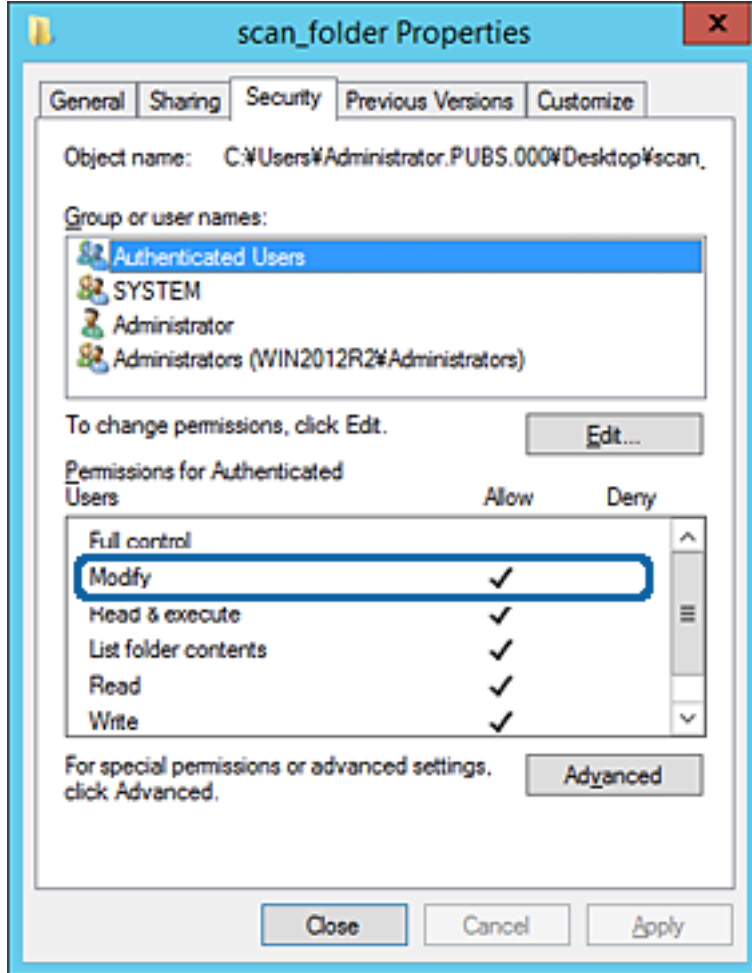 scan_folder Properties
x
General Sharing Security Previous Versions Customize
Object name: C:¥Users¥Administrator.PUBS.000¥Desktop¥scan_
Group or user names:
Authenticated Users
SYSTEM
Administrator
Administrators (WIN2012R2¥Administrators)
To change permissions, click Edit.
Edit...
Permissions for Authenticated
Users Allow Deny
Full control
Modify
Read & execute
List folder contents
Read
Write
For special permissions or advanced settings,
click Advanced.
Advanced
Close Cancel Apply